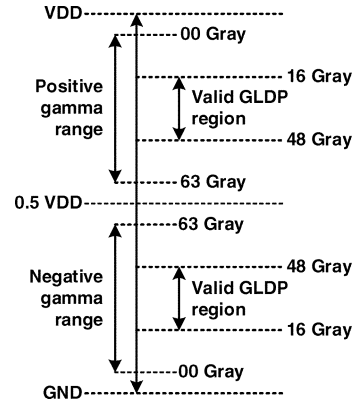 VDD
00 Gray
16 Gray
Positive
gamma
range
Valid GLDP
region
48 Gray
63 Gray
0.5 VDD
63 Gray
48 Gray
Negative
gamma
range
Valid GLDP
region
16 Gray
00 Gray
GND